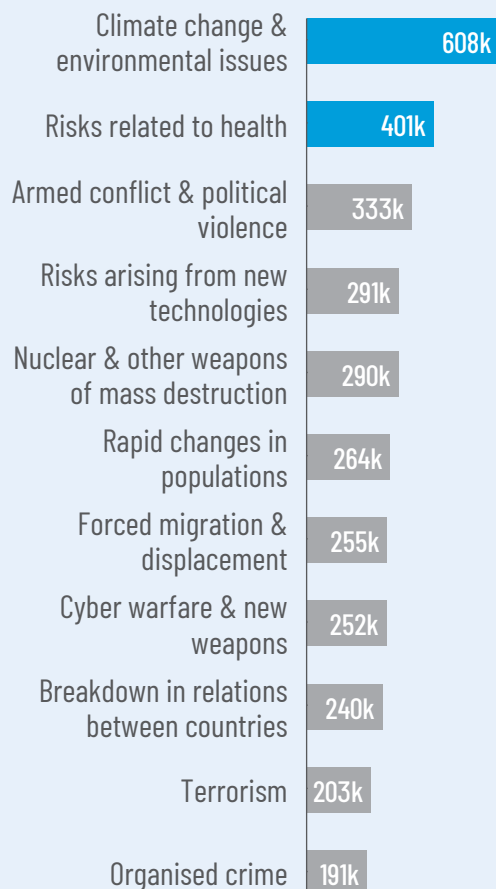 Climate change &
environmental issues
608k
Risks related to health
401k
Armed conflict & political
violence
333k
Risks arising from new
technologies
291k
Nuclear & other weapons
of mass destruction
290k
Rapid changes in
populations
264k
Forced migration &
displacement
255k
Cyber warfare & new
weapons
252k
Breakdown in relations
between countries
240k
Terrorism
203k
Organised crime
191k